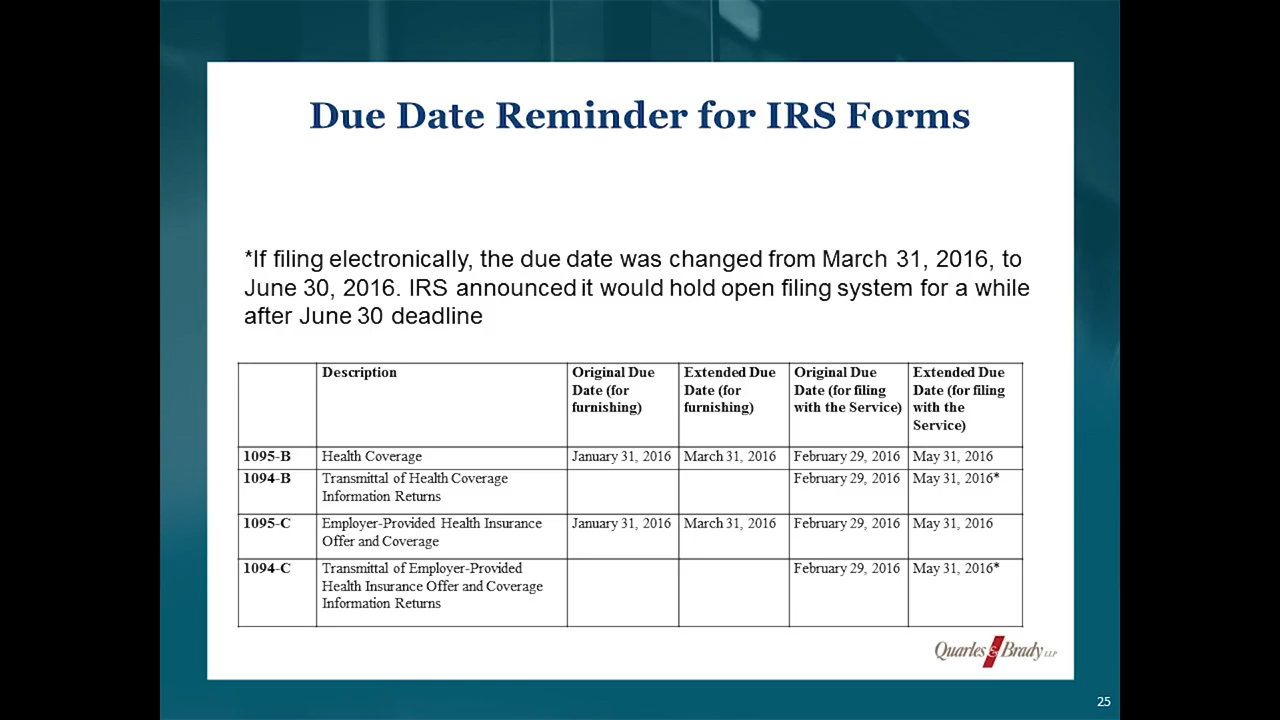 Due Date Reminder for IRS Forms
*If filing electronically, the due date was changed from March 31, 2016, to
June 30, 2016. IRS announced it would hold open filing system for a while
after June 30 deadline
Description
Original Due
Date (for
furnishing)
Extended Due
Date (for
furnishing)
Original Due
Date (for filing
with the Service)
Extended Due
Date (for filing
with the
Service)
1095-B
Health Coverage
January 31, 2016
March 31, 2016
February 29, 2016
May 31, 2016
1094-B
Transmittal of Health Coverage
Information Returns
February 29, 2016
May 31, 2016*
1095-C
Employer-Provided Health Insurance
Offer and Coverage
January 31, 2016
March 31, 2016
February 29, 2016
May 31, 2016
1094-C
Transmittal of Employer-Provided
Health Insurance Offer and Coverage
Information Returns
February 29, 2016
May 31, 2016*
Quarles & Brady LLP
25